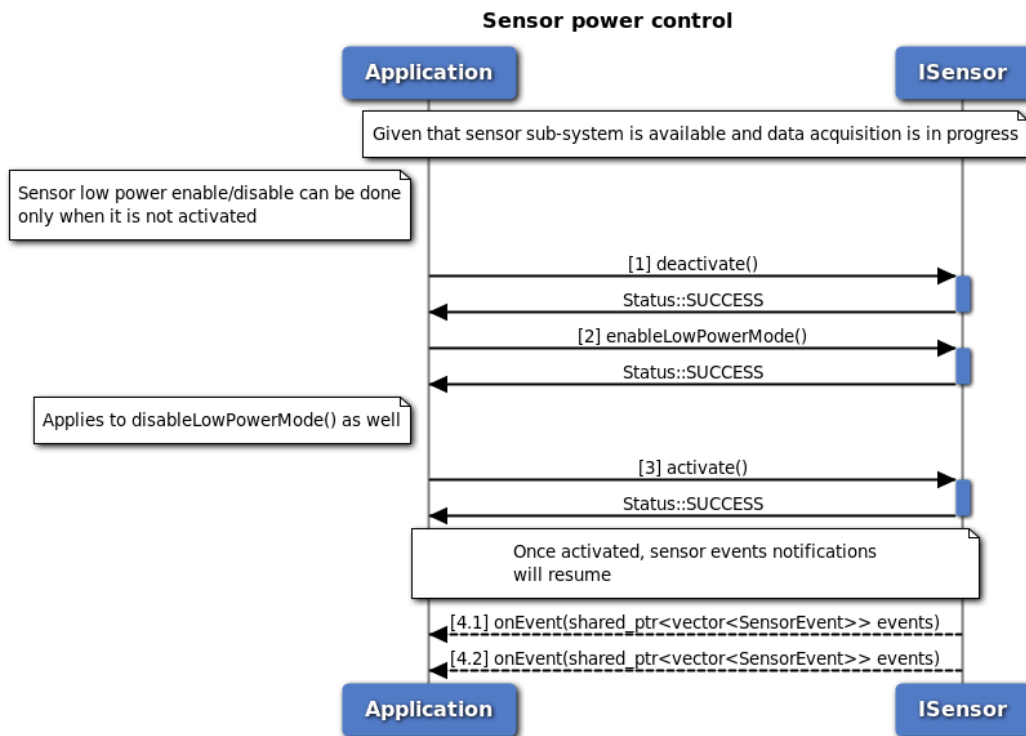 Sensor power control
Application
ISensor
Given that sensor sub-system is available and data acquisition is in progress
Sensor low power enable/disable can be done
only when it is not activated
[1] deactivate()
Status::SUCCESS
[2] enableLowPowerMode()
Status::SUCCESS
Applies to disableLowPowerMode() as well
[3] activate()
Status::SUCCESS
Once activated, sensor events notifications
will resume
[4.1] onEvent(shared_ptr<vector<SensorEvent>> events)
[4.2] onEvent(shared_ptr<vector<SensorEvent>> events)
Application
ISensor